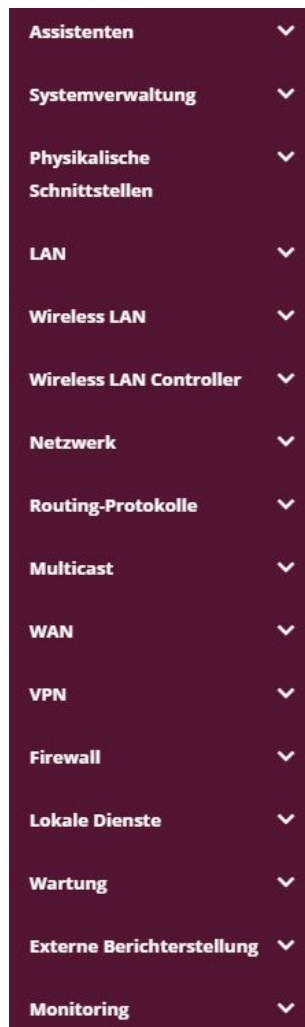 Assistenten
Systemverwaltung
Physikalische
Schnittstellen
LAN
Wireless LAN
Wireless LAN Controller
Netzwerk
Routing-Protokolle
Multicast
WAN
VPN
Firewall
Lokale Dienste
Wartung
Externe Berichterstellung
Monitoring